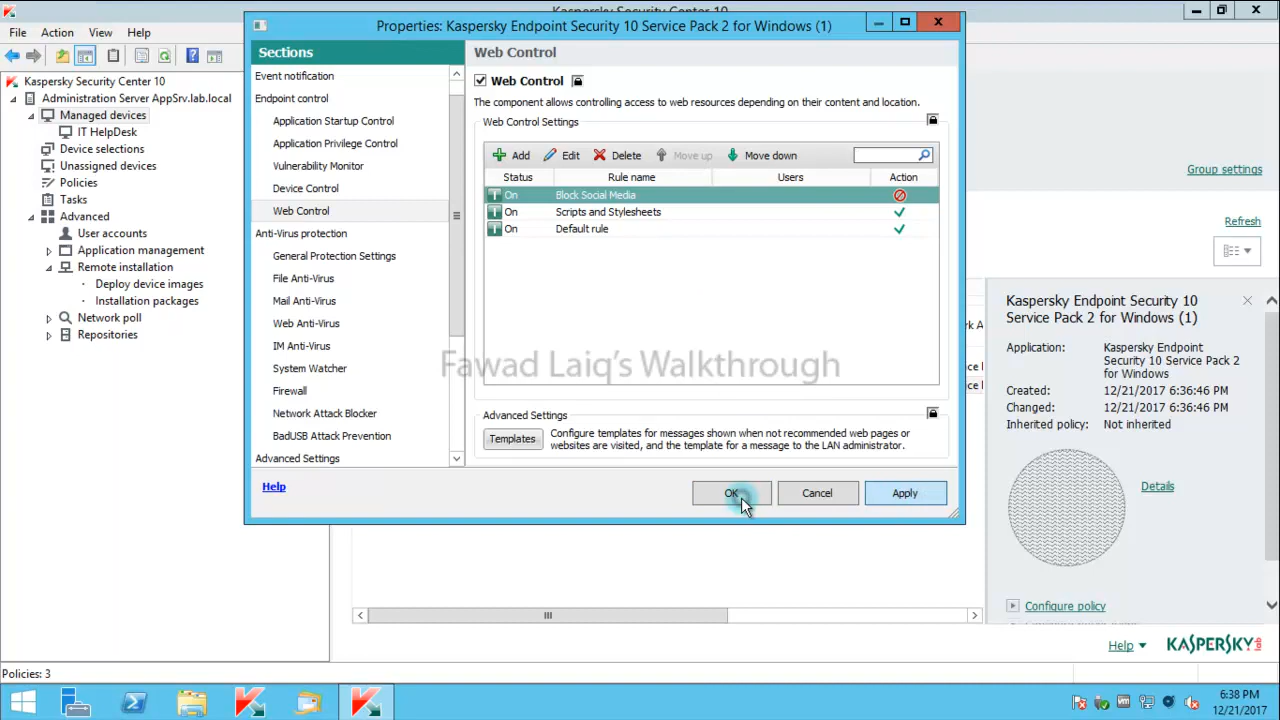 Kaspersky Security Center 10
Properties: Kaspersky Endpoint Security 10 Service Pack 2 for Windows (1)
File Action View Help
Kaspersky Security Center 10
Administration Server AppSrv.lab.local
Managed devices
IT HelpDesk
Device selections
Unassigned devices
Policies
Tasks
Advanced
User accounts
Application management
Remote installation
Deploy device images
Installation packages
Network poll
Repositories
Sections
Event notification
Endpoint control
Application Startup Control
Application Privilege Control
Vulnerability Monitor
Device Control
Web Control
Anti-Virus protection
General Protection Settings
File Anti-Virus
Mail Anti-Virus
Web Anti-Virus
IM Anti-Virus
System Watcher
Firewall
Network Attack Blocker
BadUSB Attack Prevention
Advanced Settings
Web Control
Web Control
The component allows controlling access to web resources depending on their content and location.
Web Control Settings
Add Edit Delete Move up Move down
Status Rule name Users Action
On Block Social Media
On Scripts and Stylesheets
On Default rule
Fawad Laiq's Walkthrough
Advanced Settings
Templates
Configure templates for messages shown when not recommended web pages or
websites are visited, and the template for a message to the LAN administrator.
Help
OK Cancel Apply
Group settings
Refresh
Kaspersky Endpoint Security 10
Service Pack 2 for Windows (1)
Application: Kaspersky Endpoint
Security 10 Service Pack 2
for Windows
Created: 12/21/2017 6:36:46 PM
Changed: 12/21/2017 6:36:46 PM
Inherited policy: Not inherited
Details
Configure policy
Help
KASPERSKY lab
Policies: 3
6:38 PM
12/21/2017